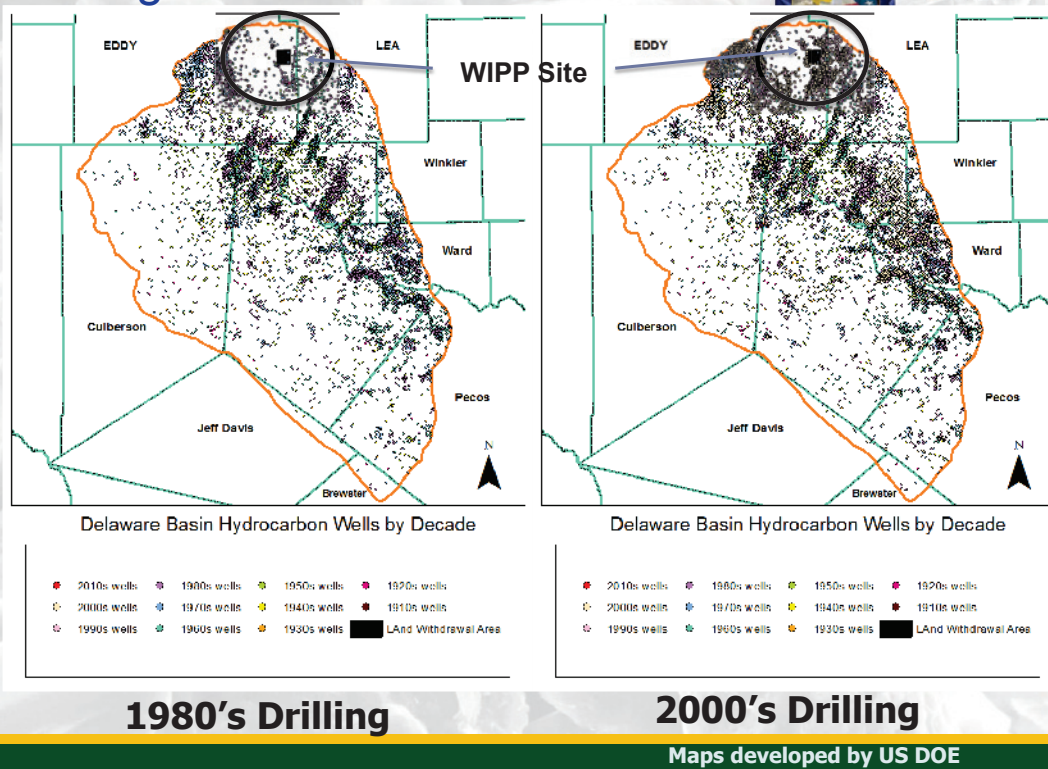 EDDY
LEA
WIPP Site
EDDY
LEA
Winkler
Winkler
Ward
Ward
Culberson
Culberson
Pecos
Pecos
Jeff Davis
Jeff Davis
N
N
Brewster
Brewster
Delaware Basin Hydrocarbon Wells by Decade
Delaware Basin Hydrocarbon Wells by Decade
2010s wells 1980s wells 1950s wells 1920s wells
2000s wells 1970s wells 1940s wells 1910s wells
1990s wells 1960s wells 1930s wells LAnd Withdrawal Area
2010s wells 1980s wells 1950s wells 1920s wells
2000s wells 1970s wells 1940s wells 1910s wells
1990s wells 1960s wells 1930s wells LAnd Withdrawal Area
1980's Drilling
2000's Drilling
Maps developed by US DOE